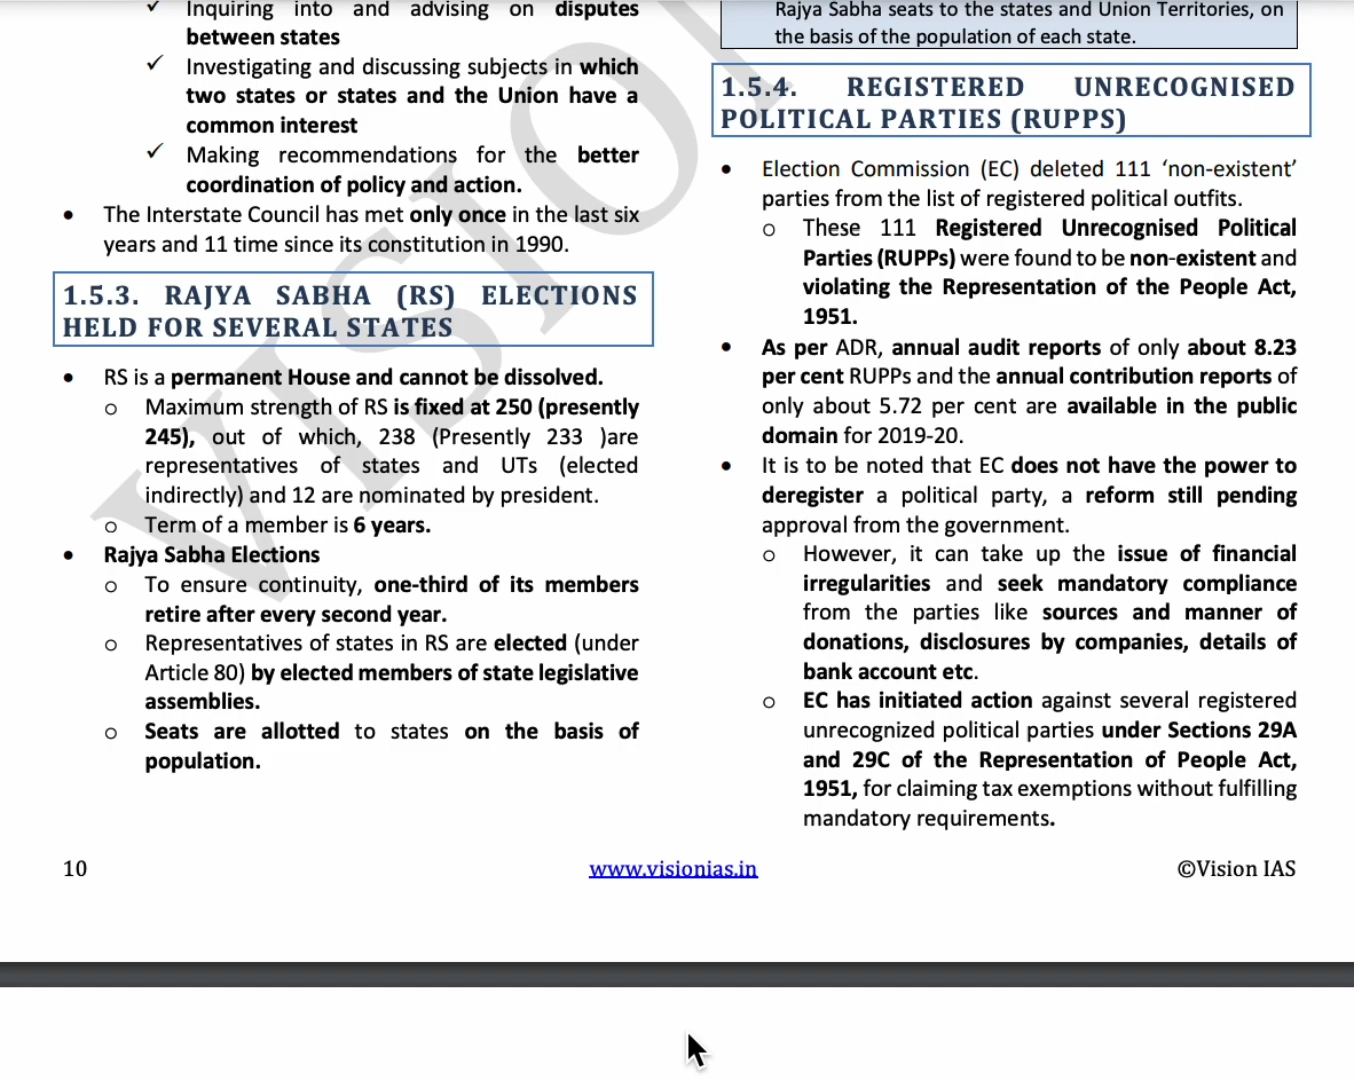 ✓ Inquiring into and advising on disputes
between states
✓ Investigating and discussing subjects in which
two states or states and the Union have a
common interest
✓ Making recommendations for the better
coordination of policy and action.
• The Interstate Council has met only once in the last six
years and 11 time since its constitution in 1990.
1.5.3. RAJYA SABHA (RS) ELECTIONS
HELD FOR SEVERAL STATES
• RS is a permanent House and cannot be dissolved.
o Maximum strength of RS is fixed at 250 (presently
245), out of which, 238 (Presently 233 )are
representatives of states and UTs (elected
indirectly) and 12 are nominated by president.
o Term of a member is 6 years.
• Rajya Sabha Elections
o To ensure continuity, one-third of its members
retire after every second year.
o Representatives of states in RS are elected (under
Article 80) by elected members of state legislative
assemblies.
o Seats are allotted to states on the basis of
population.
Rajya Sabha seats to the states and Union Territories, on
the basis of the population of each state.
1.5.4. REGISTERED UNRECOGNISED
POLITICAL PARTIES (RUPPS)
• Election Commission (EC) deleted 111 ‘non-existent’
parties from the list of registered political outfits.
o These 111 Registered Unrecognised Political
Parties (RUPPs) were found to be non-existent and
violating the Representation of the People Act,
1951.
• As per ADR, annual audit reports of only about 8.23
per cent RUPPs and the annual contribution reports of
only about 5.72 per cent are available in the public
domain for 2019-20.
• It is to be noted that EC does not have the power to
deregister a political party, a reform still pending
approval from the government.
o However, it can take up the issue of financial
irregularities and seek mandatory compliance
from the parties like sources and manner of
donations, disclosures by companies, details of
bank account etc.
o EC has initiated action against several registered
unrecognized political parties under Sections 29A
and 29C of the Representation of People Act,
1951, for claiming tax exemptions without fulfilling
mandatory requirements.
VISION
10
www.visionias.in
©Vision IAS